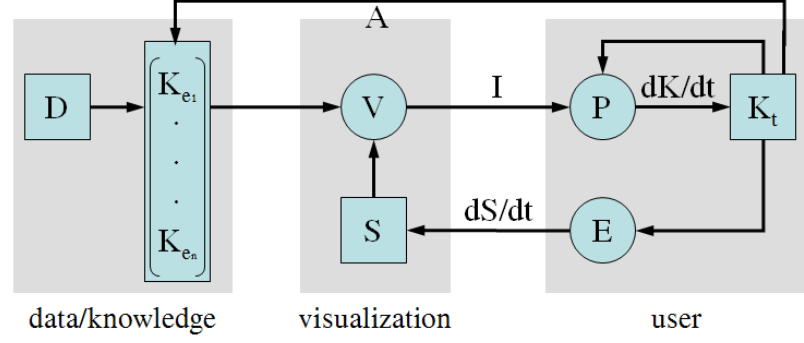 A
D
Ke1
.
.
.
Ken
V
I
P
dK/dt
Kt
S
dS/dt
E
data/knowledge
visualization
user